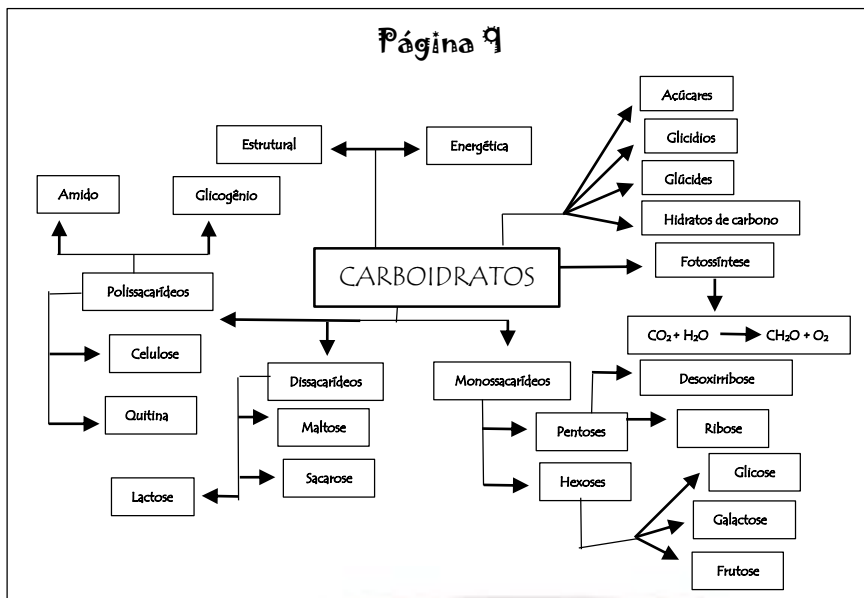 Página 9
Açúcares
Estrutural
Energética
Glicidios
Glúcides
Amido
Glicogênio
Hidratos de carbono
CARBOIDRATOS
Fotossíntese
Polissacarídeos
CO₂ + H₂O → CH₂O + O₂
Celulose
Dissacarídeos
Monossacarídeos
Desoxirribose
Quitina
Maltose
Pentoses
Ribose
Lactose
Sacarose
Hexoses
Glicose
Galactose
Frutose